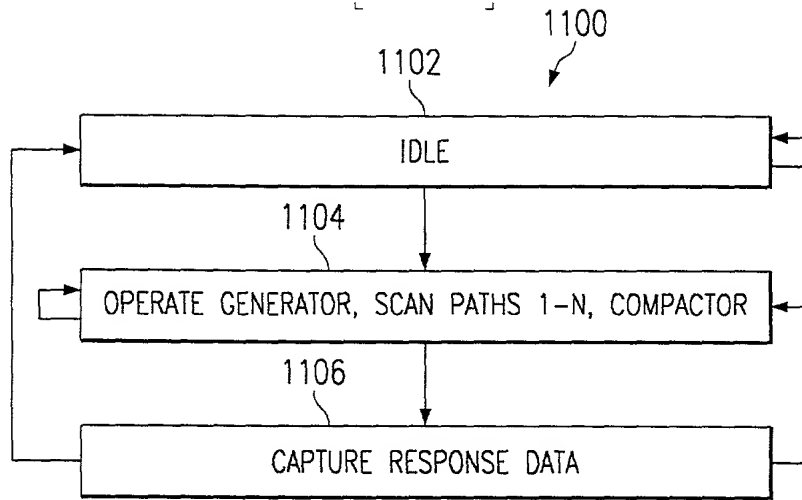 1100
1102
IDLE
1104
OPERATE GENERATOR, SCAN PATHS 1-N, COMPACTOR
1106
CAPTURE RESPONSE DATA